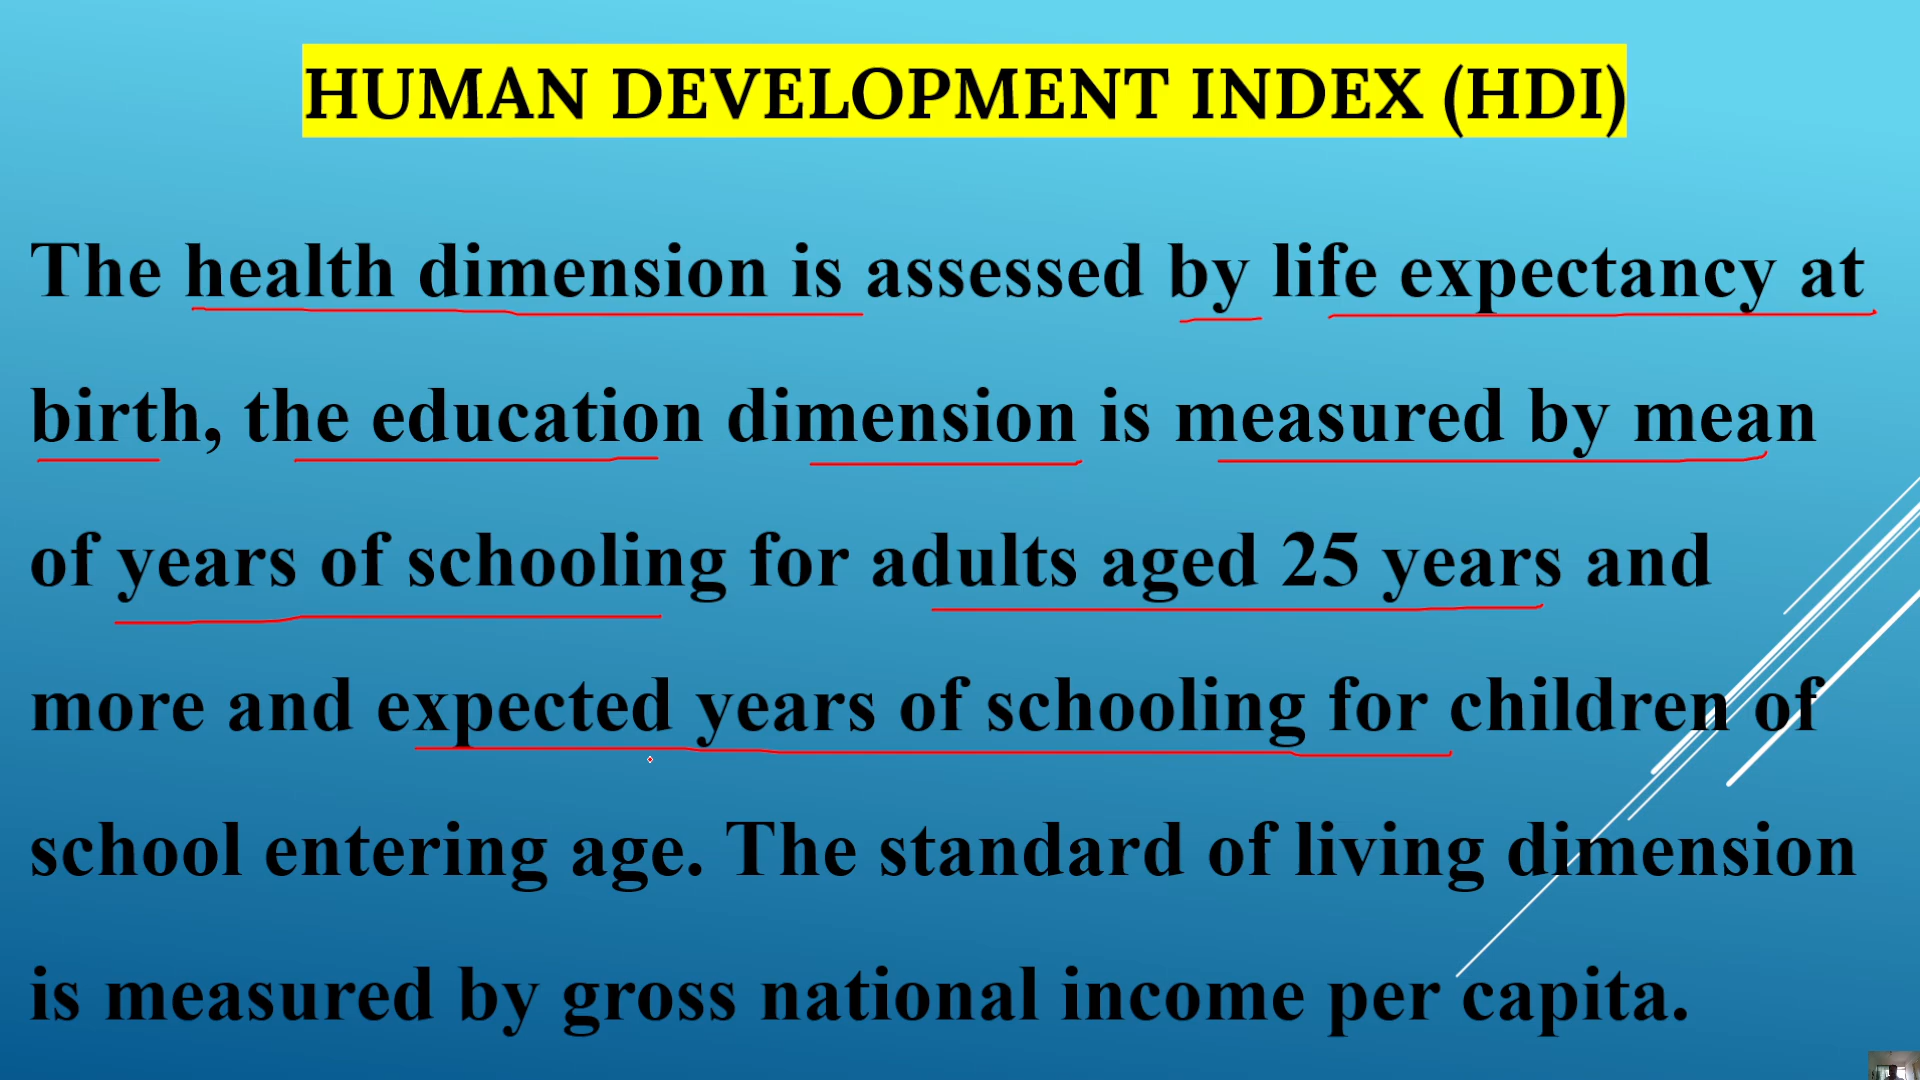 HUMAN DEVELOPMENT INDEX (HDI)
The health dimension is assessed by life expectancy at
birth, the education dimension is measured by mean
of years of schooling for adults aged 25 years and
more and expected years of schooling for children of
school entering age. The standard of living dimension
is measured by gross national income per capita.